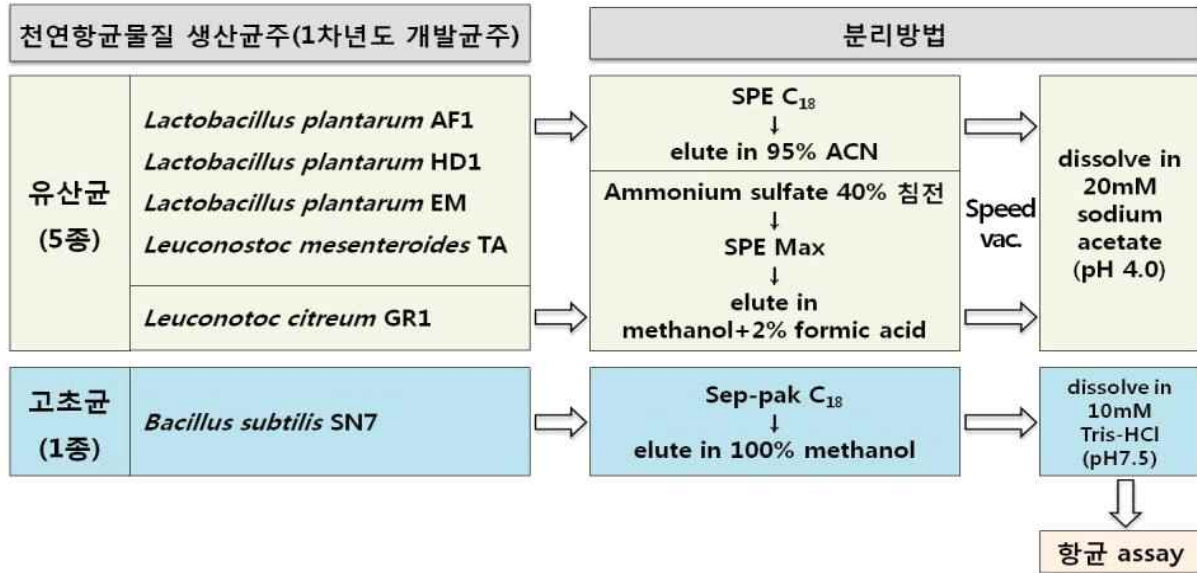 천연항균물질 생산균주(1차년도 개발균주)
분리방법
유산균
(5종)
Lactobacillus plantarum AF1
Lactobacillus plantarum HD1
Lactobacillus plantarum EM
Leuconostoc mesenteroides TA
Leuconotoc citreum GR1
SPE C18
↓
elute in 95% ACN
Ammonium sulfate 40% 침전
↓
SPE Max
↓
elute in
methanol+2% formic acid
Speed
vac.
dissolve in
20mM
sodium
acetate
(pH 4.0)
고초균
(1종)
Bacillus subtilis SN7
Sep-pak C18
↓
elute in 100% methanol
dissolve in
10mM
Tris-HCl
(pH7.5)
항균 assay